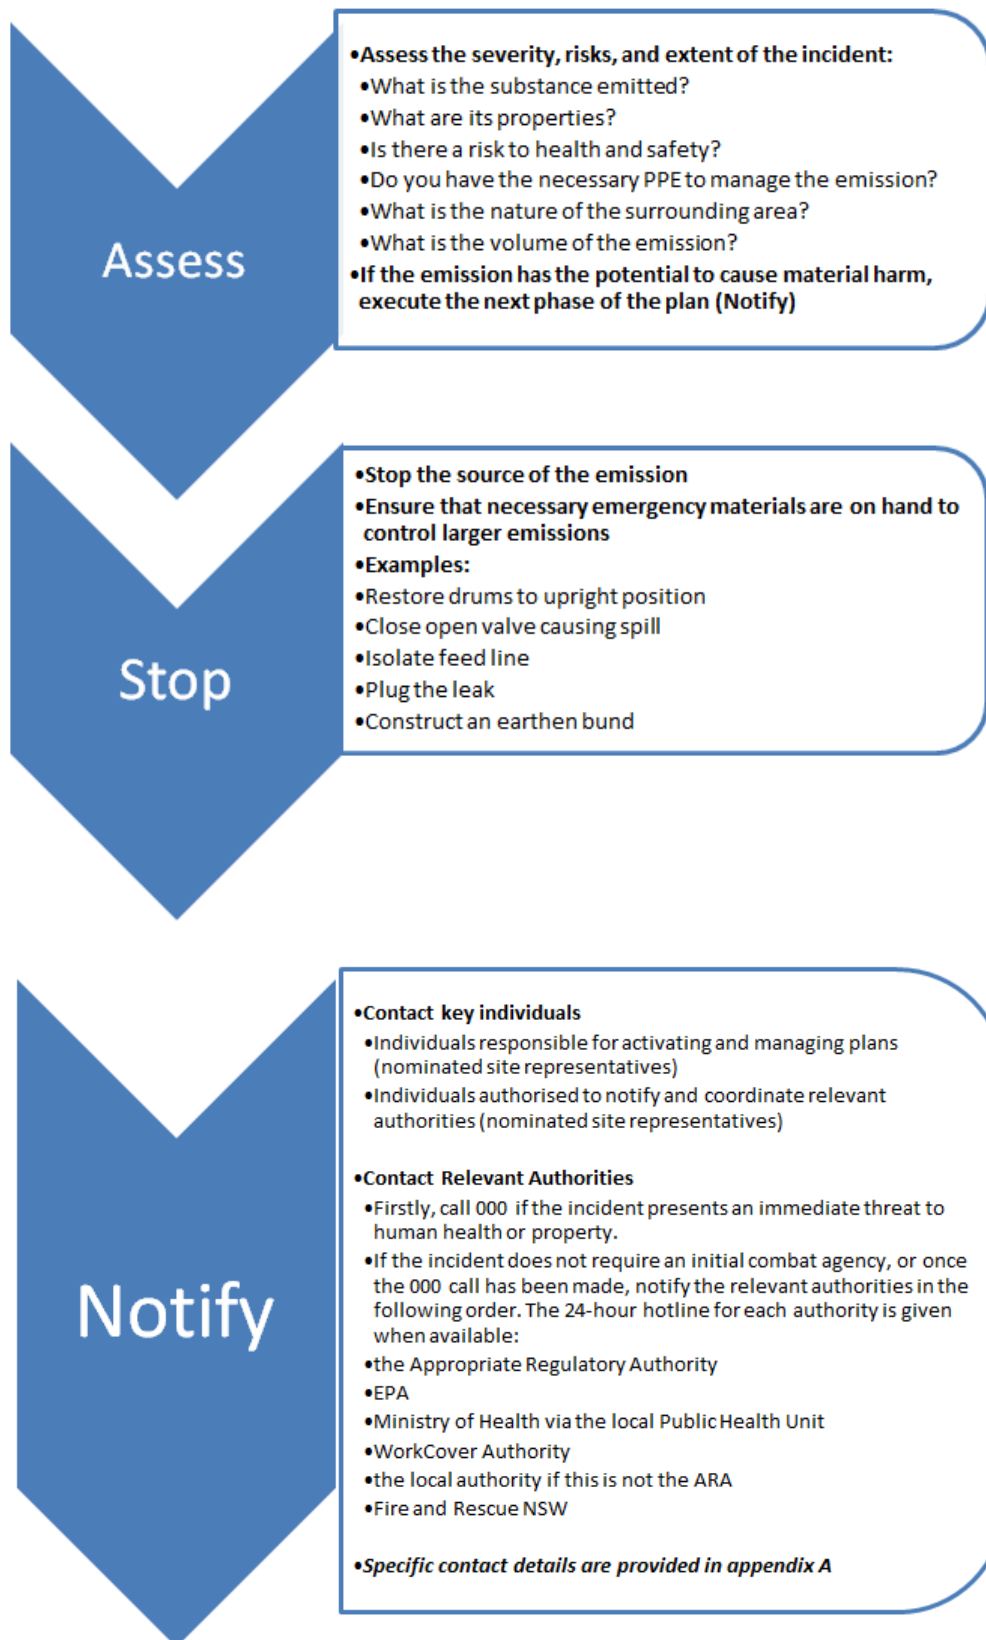 Assess
•Assess the severity, risks, and extent of the incident:
•What is the substance emitted?
•What are its properties?
•Is there a risk to health and safety?
•Do you have the necessary PPE to manage the emission?
•What is the nature of the surrounding area?
•What is the volume of the emission?
•If the emission has the potential to cause material harm,
execute the next phase of the plan (Notify)
Stop
•Stop the source of the emission
•Ensure that necessary emergency materials are on hand to
control larger emissions
•Examples:
•Restore drums to upright position
•Close open valve causing spill
•Isolate feed line
•Plug the leak
•Construct an earthen bund
Notify
•Contact key individuals
•Individuals responsible for activating and managing plans
(nominated site representatives)
•Individuals authorised to notify and coordinate relevant
authorities (nominated site representatives)
•Contact Relevant Authorities
•Firstly, call 000 if the incident presents an immediate threat to
human health or property.
•If the incident does not require an initial combat agency, or once
the 000 call has been made, notify the relevant authorities in the
following order. The 24-hour hotline for each authority is given
when available:
•the Appropriate Regulatory Authority
•EPA
•Ministry of Health via the local Public Health Unit
•WorkCover Authority
•the local authority if this is not the ARA
•Fire and Rescue NSW
•Specific contact details are provided in appendix A